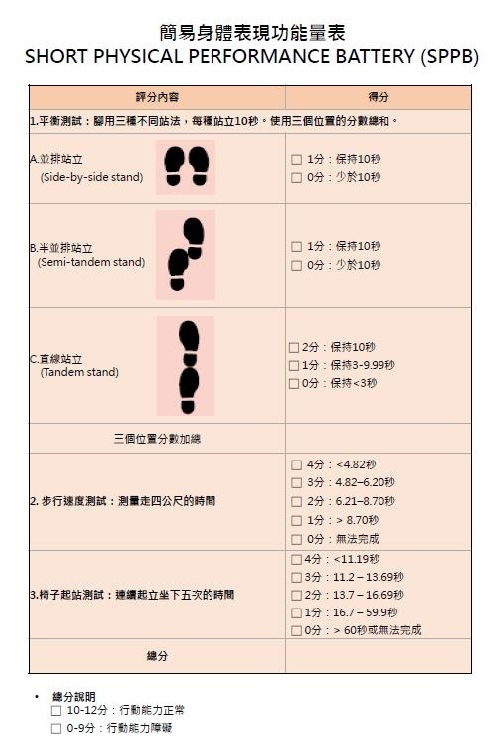 簡易身體表現功能量表
SHORT PHYSICAL PERFORMANCE BATTERY (SPPB)
評分內容
得分
1.平衡測試：腳用三種不同站法，每種站立10秒。使用三個位置的分數總和。
A.並排站立
(Side-by-side stand)
□ 1分：保持10秒
□ 0分：少於10秒
B.半並排站立
(Semi-tandem stand)
□ 1分：保持10秒
□ 0分：少於10秒
C.直線站立
(Tandem stand)
□ 2分：保持10秒
□ 1分：保持3-9.99秒
□ 0分：保持<3秒
三個位置分數加總
2. 步行速度測試：測量走四公尺的時間
□ 4分：<4.82秒
□ 3分：4.82–6.20秒
□ 2分：6.21–8.70秒
□ 1分：> 8.70秒
□ 0分：無法完成
3.椅子起站測試：連續起立坐下五次的時間
□ 4分：<11.19秒
□ 3分：11.2 – 13.69秒
□ 2分：13.7 – 16.69秒
□ 1分：16.7 – 59.9秒
□ 0分：> 60秒或無法完成
總分
• 總分說明
□ 10-12分：行動能力正常
□ 0-9分：行動能力障礙